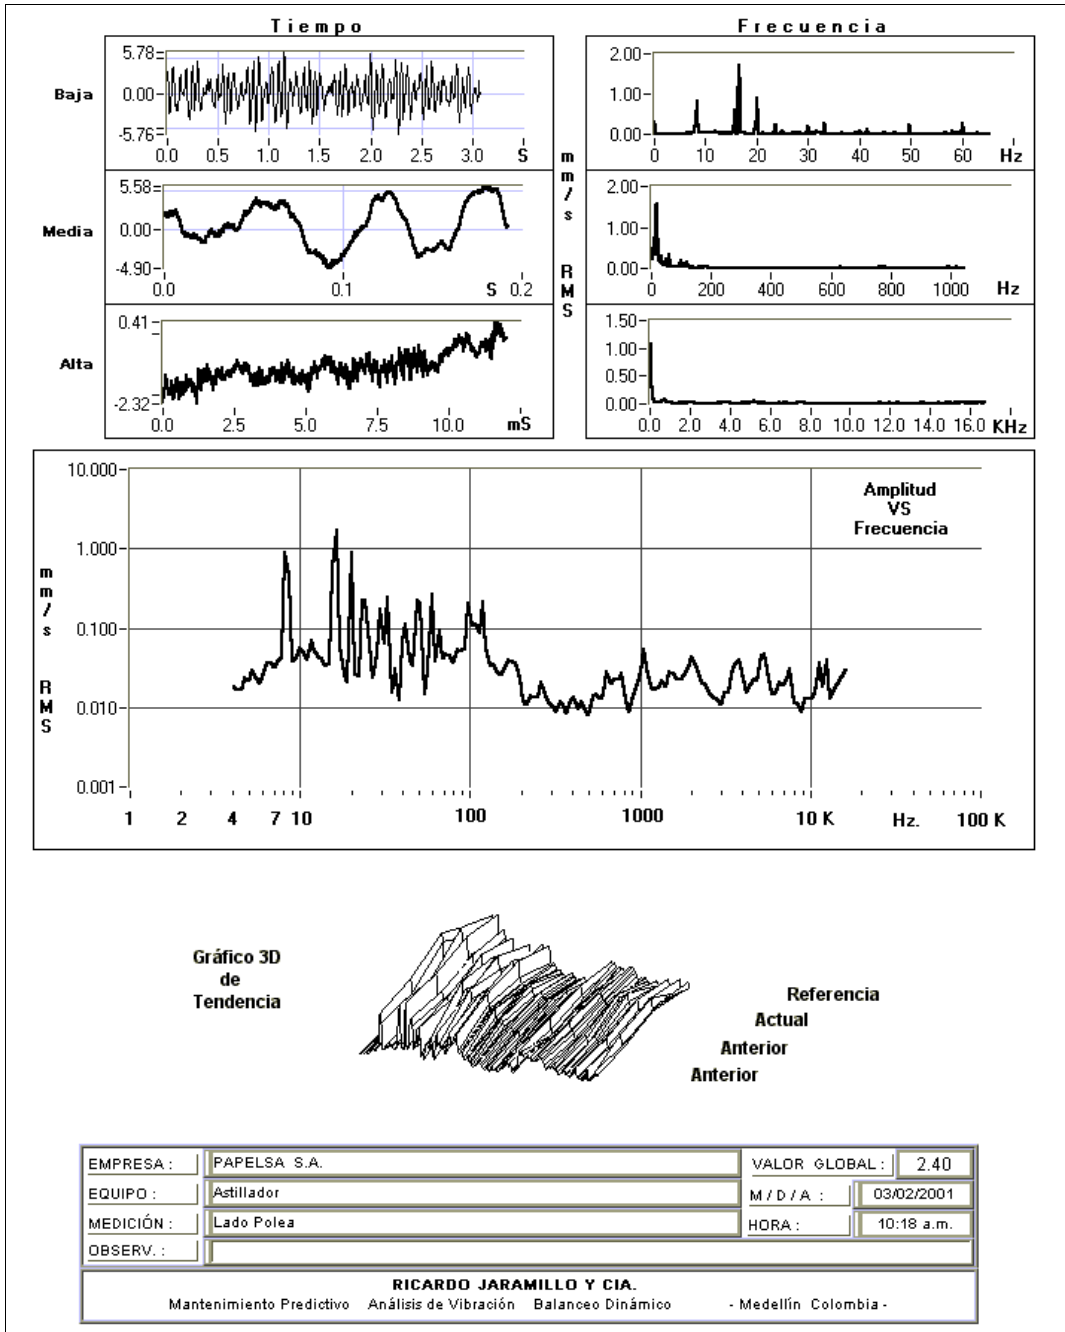 Tiempo
Frecuencia
Baja
5.78
0.00
-5.76
0.0 0.5 1.0 1.5 2.0 2.5 3.0 S
2.00
1.00
0.00
0 10 20 30 40 50 60 Hz
mm/s RMS
Media
5.58
0.00
-4.90
0.0 0.1 S 0.2
2.00
1.00
0.00
0 200 400 600 800 1000 Hz
Alta
0.41
-2.32
0.0 2.5 5.0 7.5 10.0 mS
1.50
1.00
0.50
0.00
0.0 2.0 4.0 6.0 8.0 10.0 12.0 14.0 16.0 KHz
Amplitud
VS
Frecuencia
10.000
1.000
0.100
0.010
0.001
mm/s RMS
1 2 4 7 10 100 1000 10 K Hz. 100 K
Gráfico 3D
de
Tendencia
Referencia
Actual
Anterior
Anterior
EMPRESA : PAPELSA S.A. VALOR GLOBAL : 2.40
EQUIPO : Astillador M / D / A : 03/02/2001
MEDICIÓN : Lado Polea HORA : 10:18 a.m.
OBSERV. :
RICARDO JARAMILLO Y CIA.
Mantenimiento Predictivo Análisis de Vibración Balanceo Dinámico - Medellín Colombia -